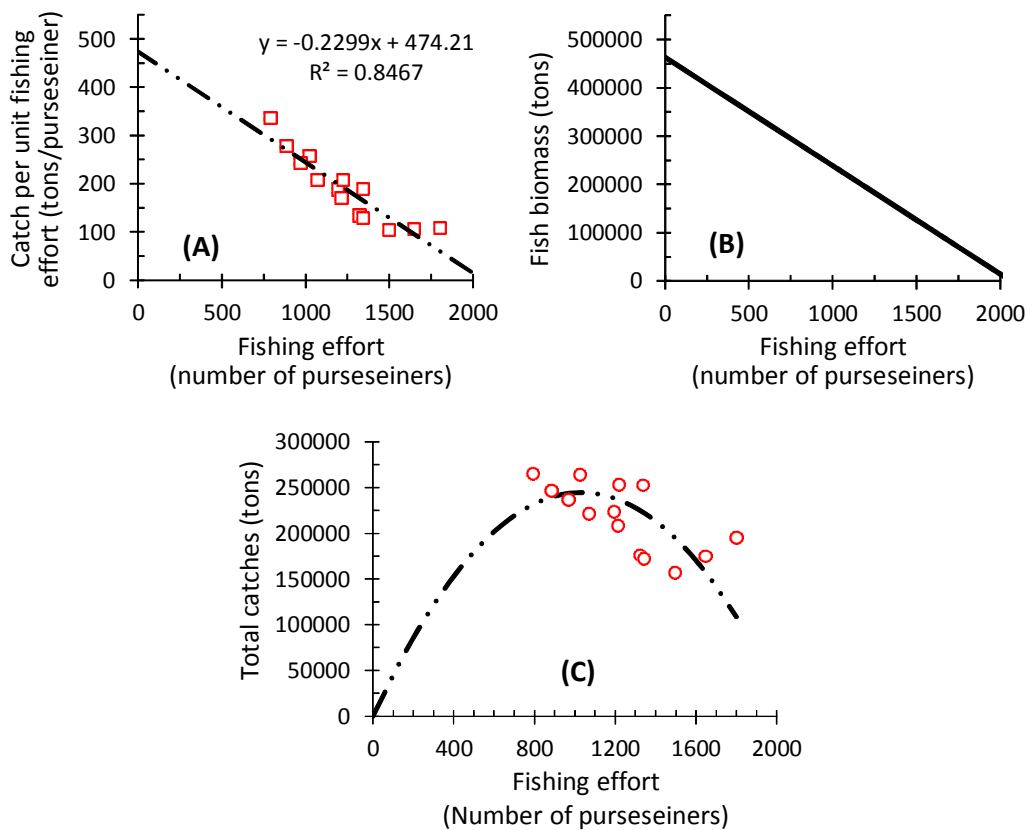 Catch per unit fishing
effort (tons/purseseiner)
500
400
300
200
100
0
y = -0.2299x + 474.21
R² = 0.8467
(A)
0 500 1000 1500 2000
Fishing effort
(number of purseseiners)
Fish biomass (tons)
500000
400000
300000
200000
100000
0
(B)
0 500 1000 1500 2000
Fishing effort
(number of purseseiners)
Total catches (tons)
300000
250000
200000
150000
100000
50000
0
(C)
0 400 800 1200 1600 2000
Fishing effort
(Number of purseseiners)